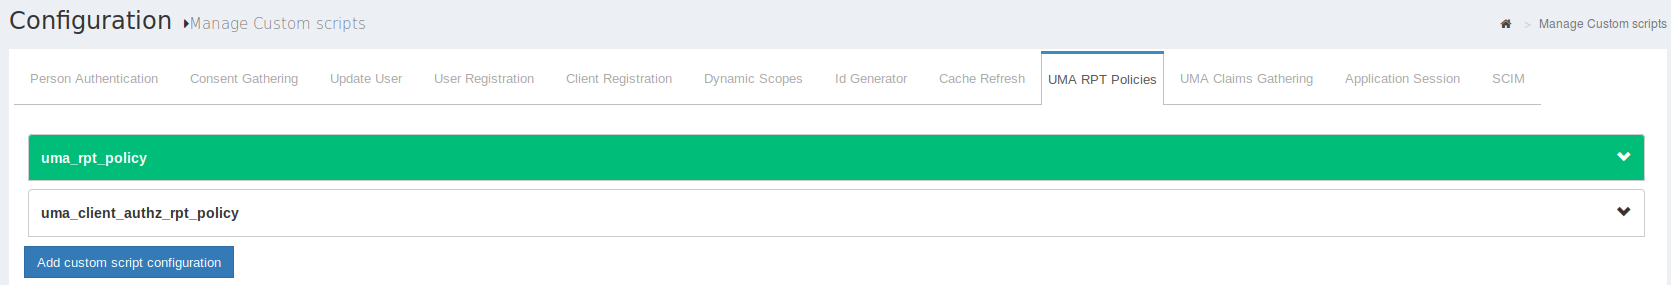 Configuration Manage Custom scripts
> Manage Custom scripts
Person Authentication Consent Gathering Update User User Registration Client Registration Dynamic Scopes Id Generator Cache Refresh UMA RPT Policies UMA Claims Gathering Application Session SCIM
uma_rpt_policy
uma_client_authz_rpt_policy
Add custom script configuration